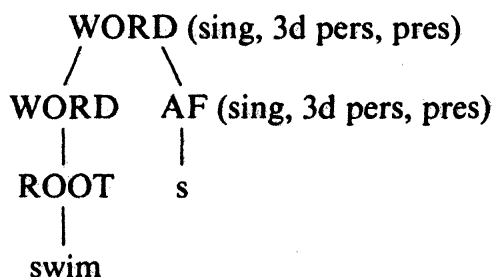 WORD (sing, 3d pers, pres)
WORD AF (sing, 3d pers, pres)
ROOT s
swim